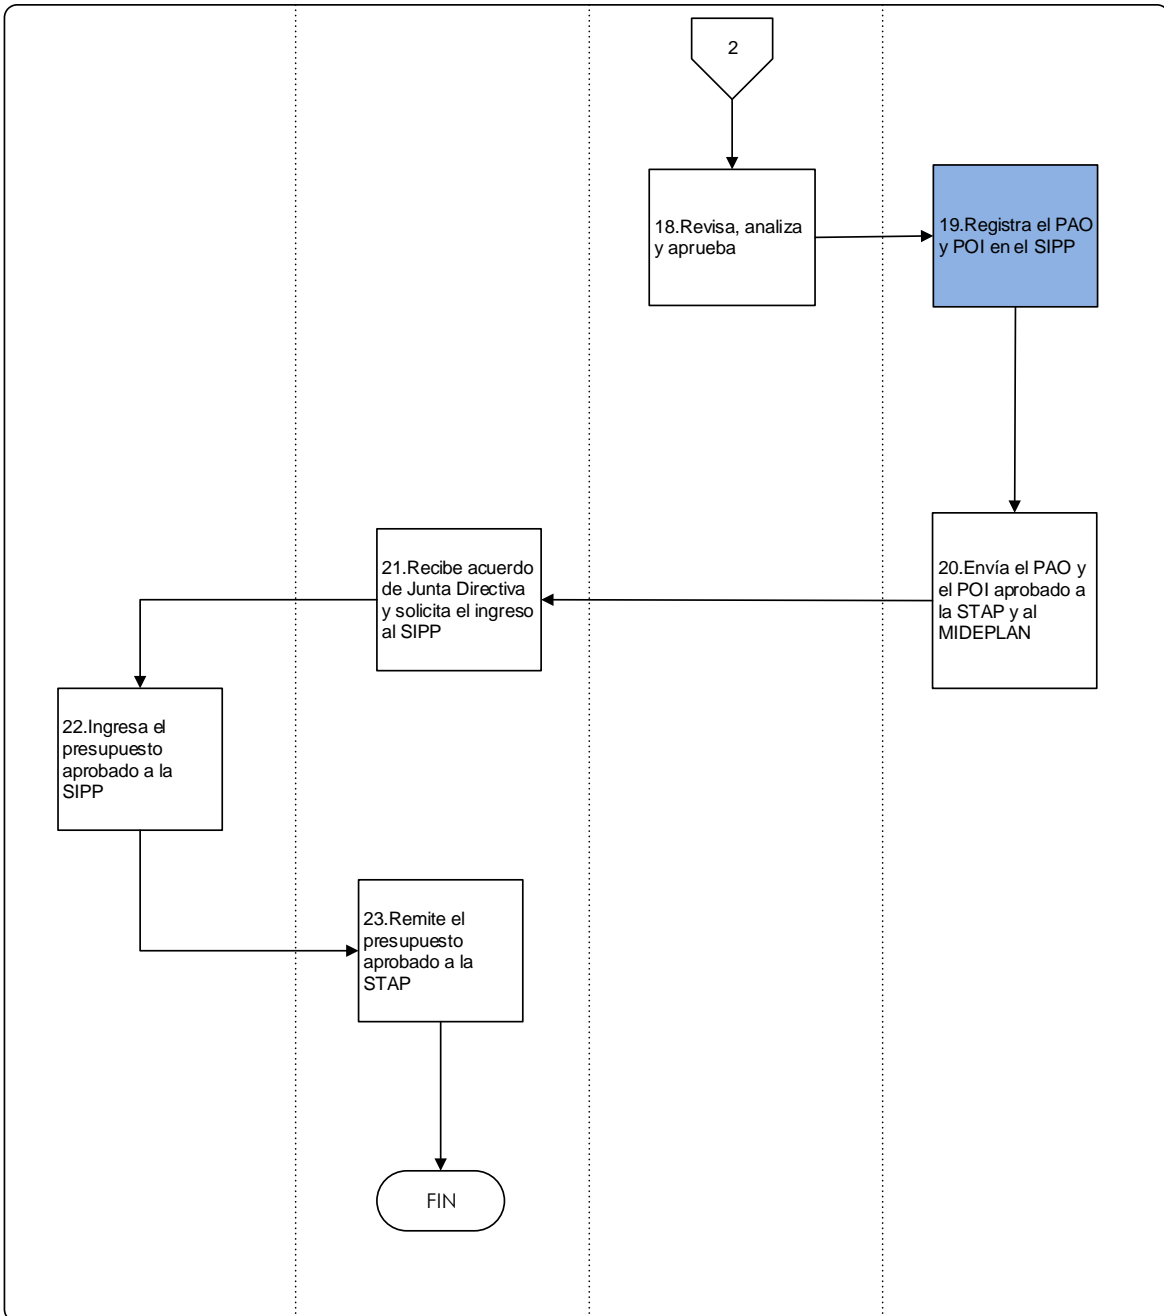 2
18.Revisa, analiza
y aprueba
19.Registra el PAO
y POI en el SIPP
20.Envía el PAO y
el POI aprobado a
la STAP y al
MIDEPLAN
21.Recibe acuerdo
de Junta Directiva
y solicita el ingreso
al SIPP
22.Ingresa el
presupuesto
aprobado a la
SIPP
23.Remite el
presupuesto
aprobado a la
STAP
FIN